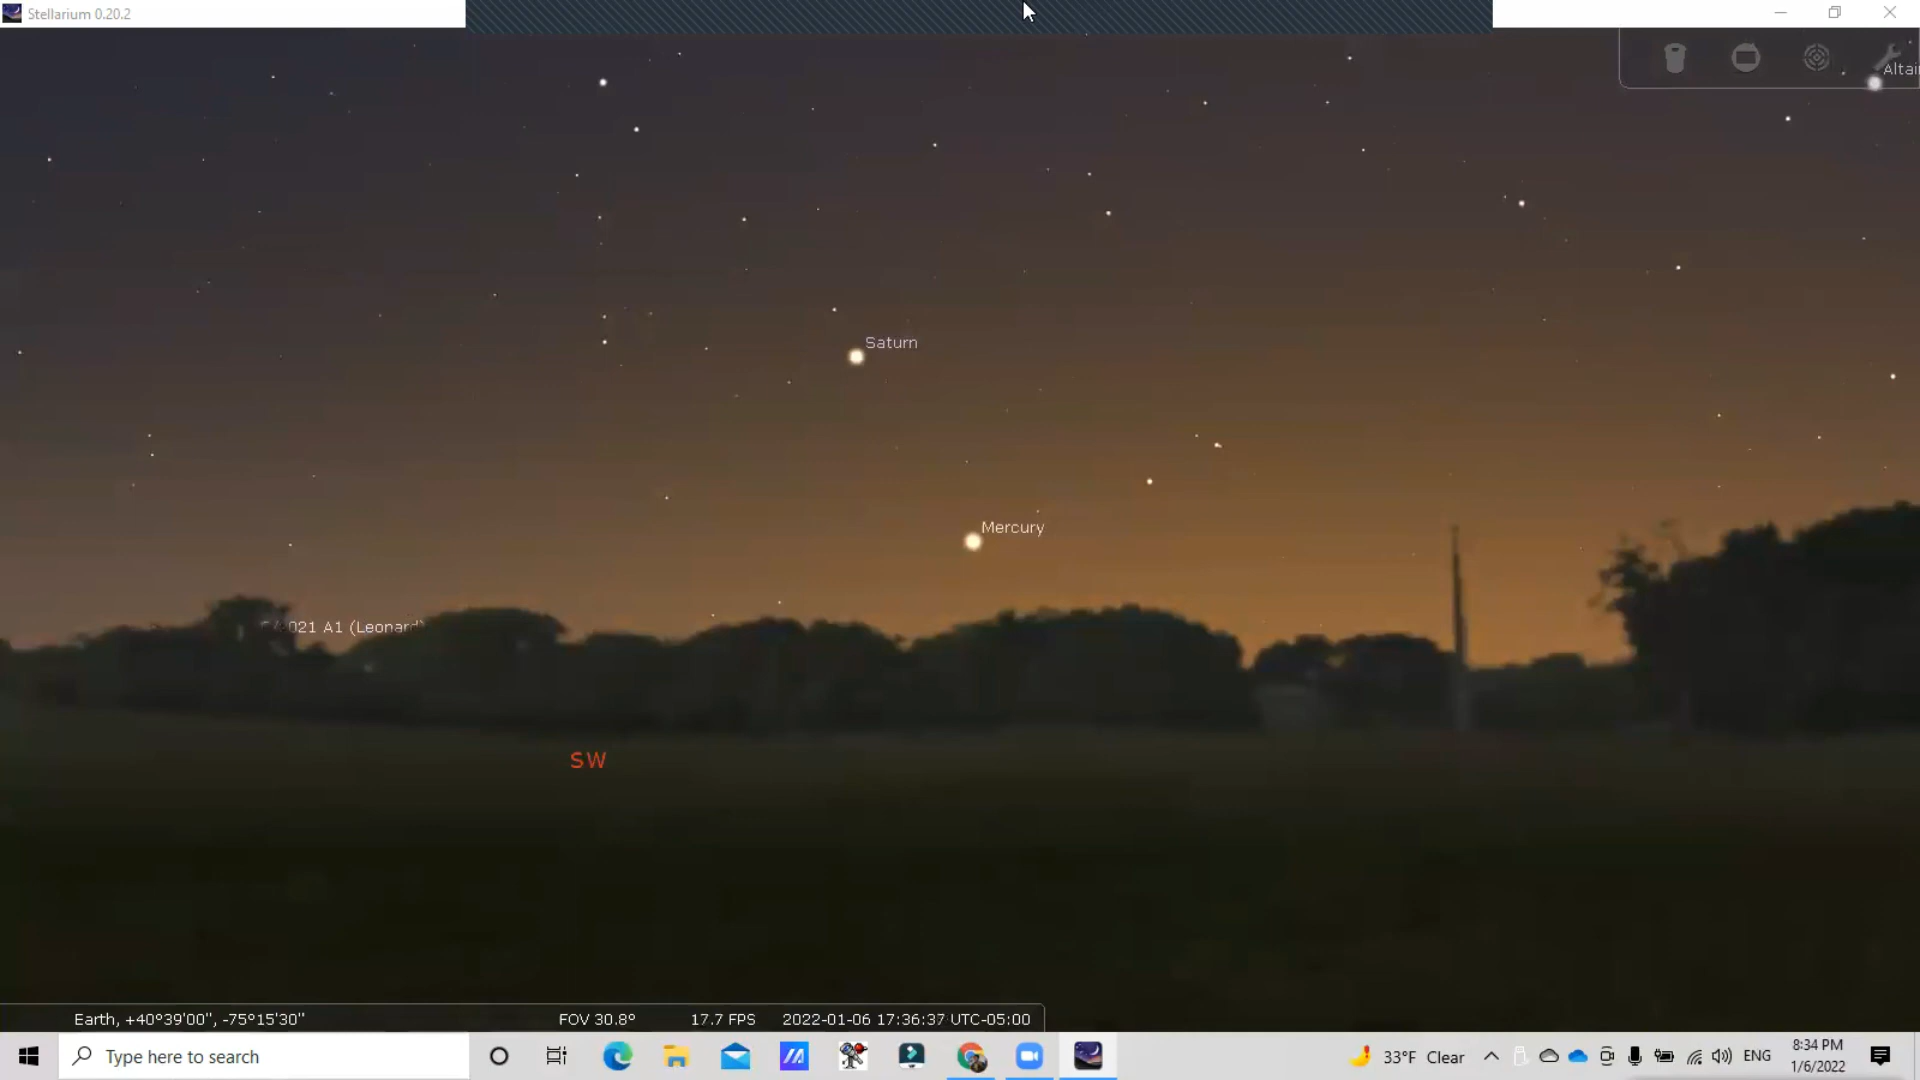 Stellarium 0.20.2
Altai
Saturn
Mercury
021 A1 (Leonard)
SW
Earth, +40°39'00", -75°15'30"
FOV 30.8°
17.7 FPS
2022-01-06 17:36:37 UTC-05:00
Type here to search
33°F Clear
ENG
8:34 PM
1/6/2022